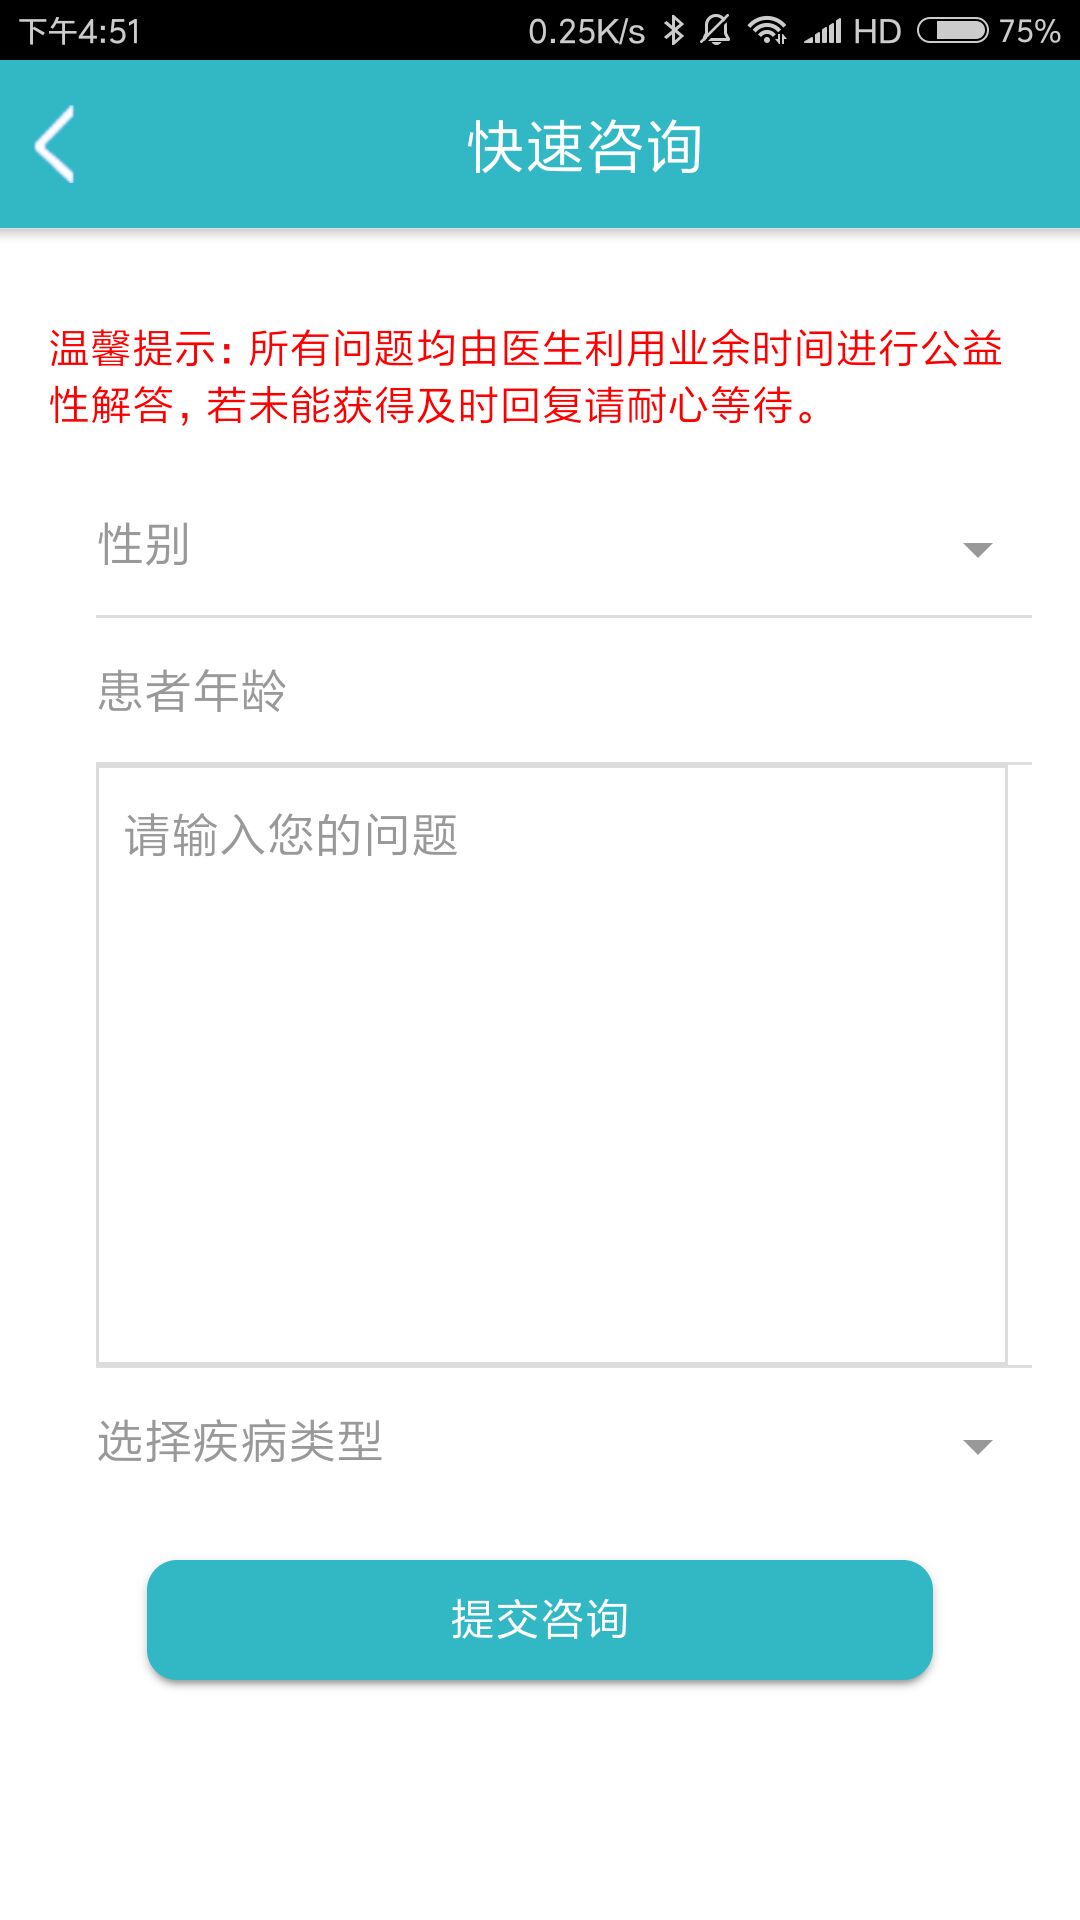 下午4:51 0.25K/s HD 75%
快速咨询
温馨提示：所有问题均由医生利用业余时间进行公益
性解答，若未能获得及时回复请耐心等待。
性别
患者年龄
请输入您的问题
选择疾病类型
提交咨询